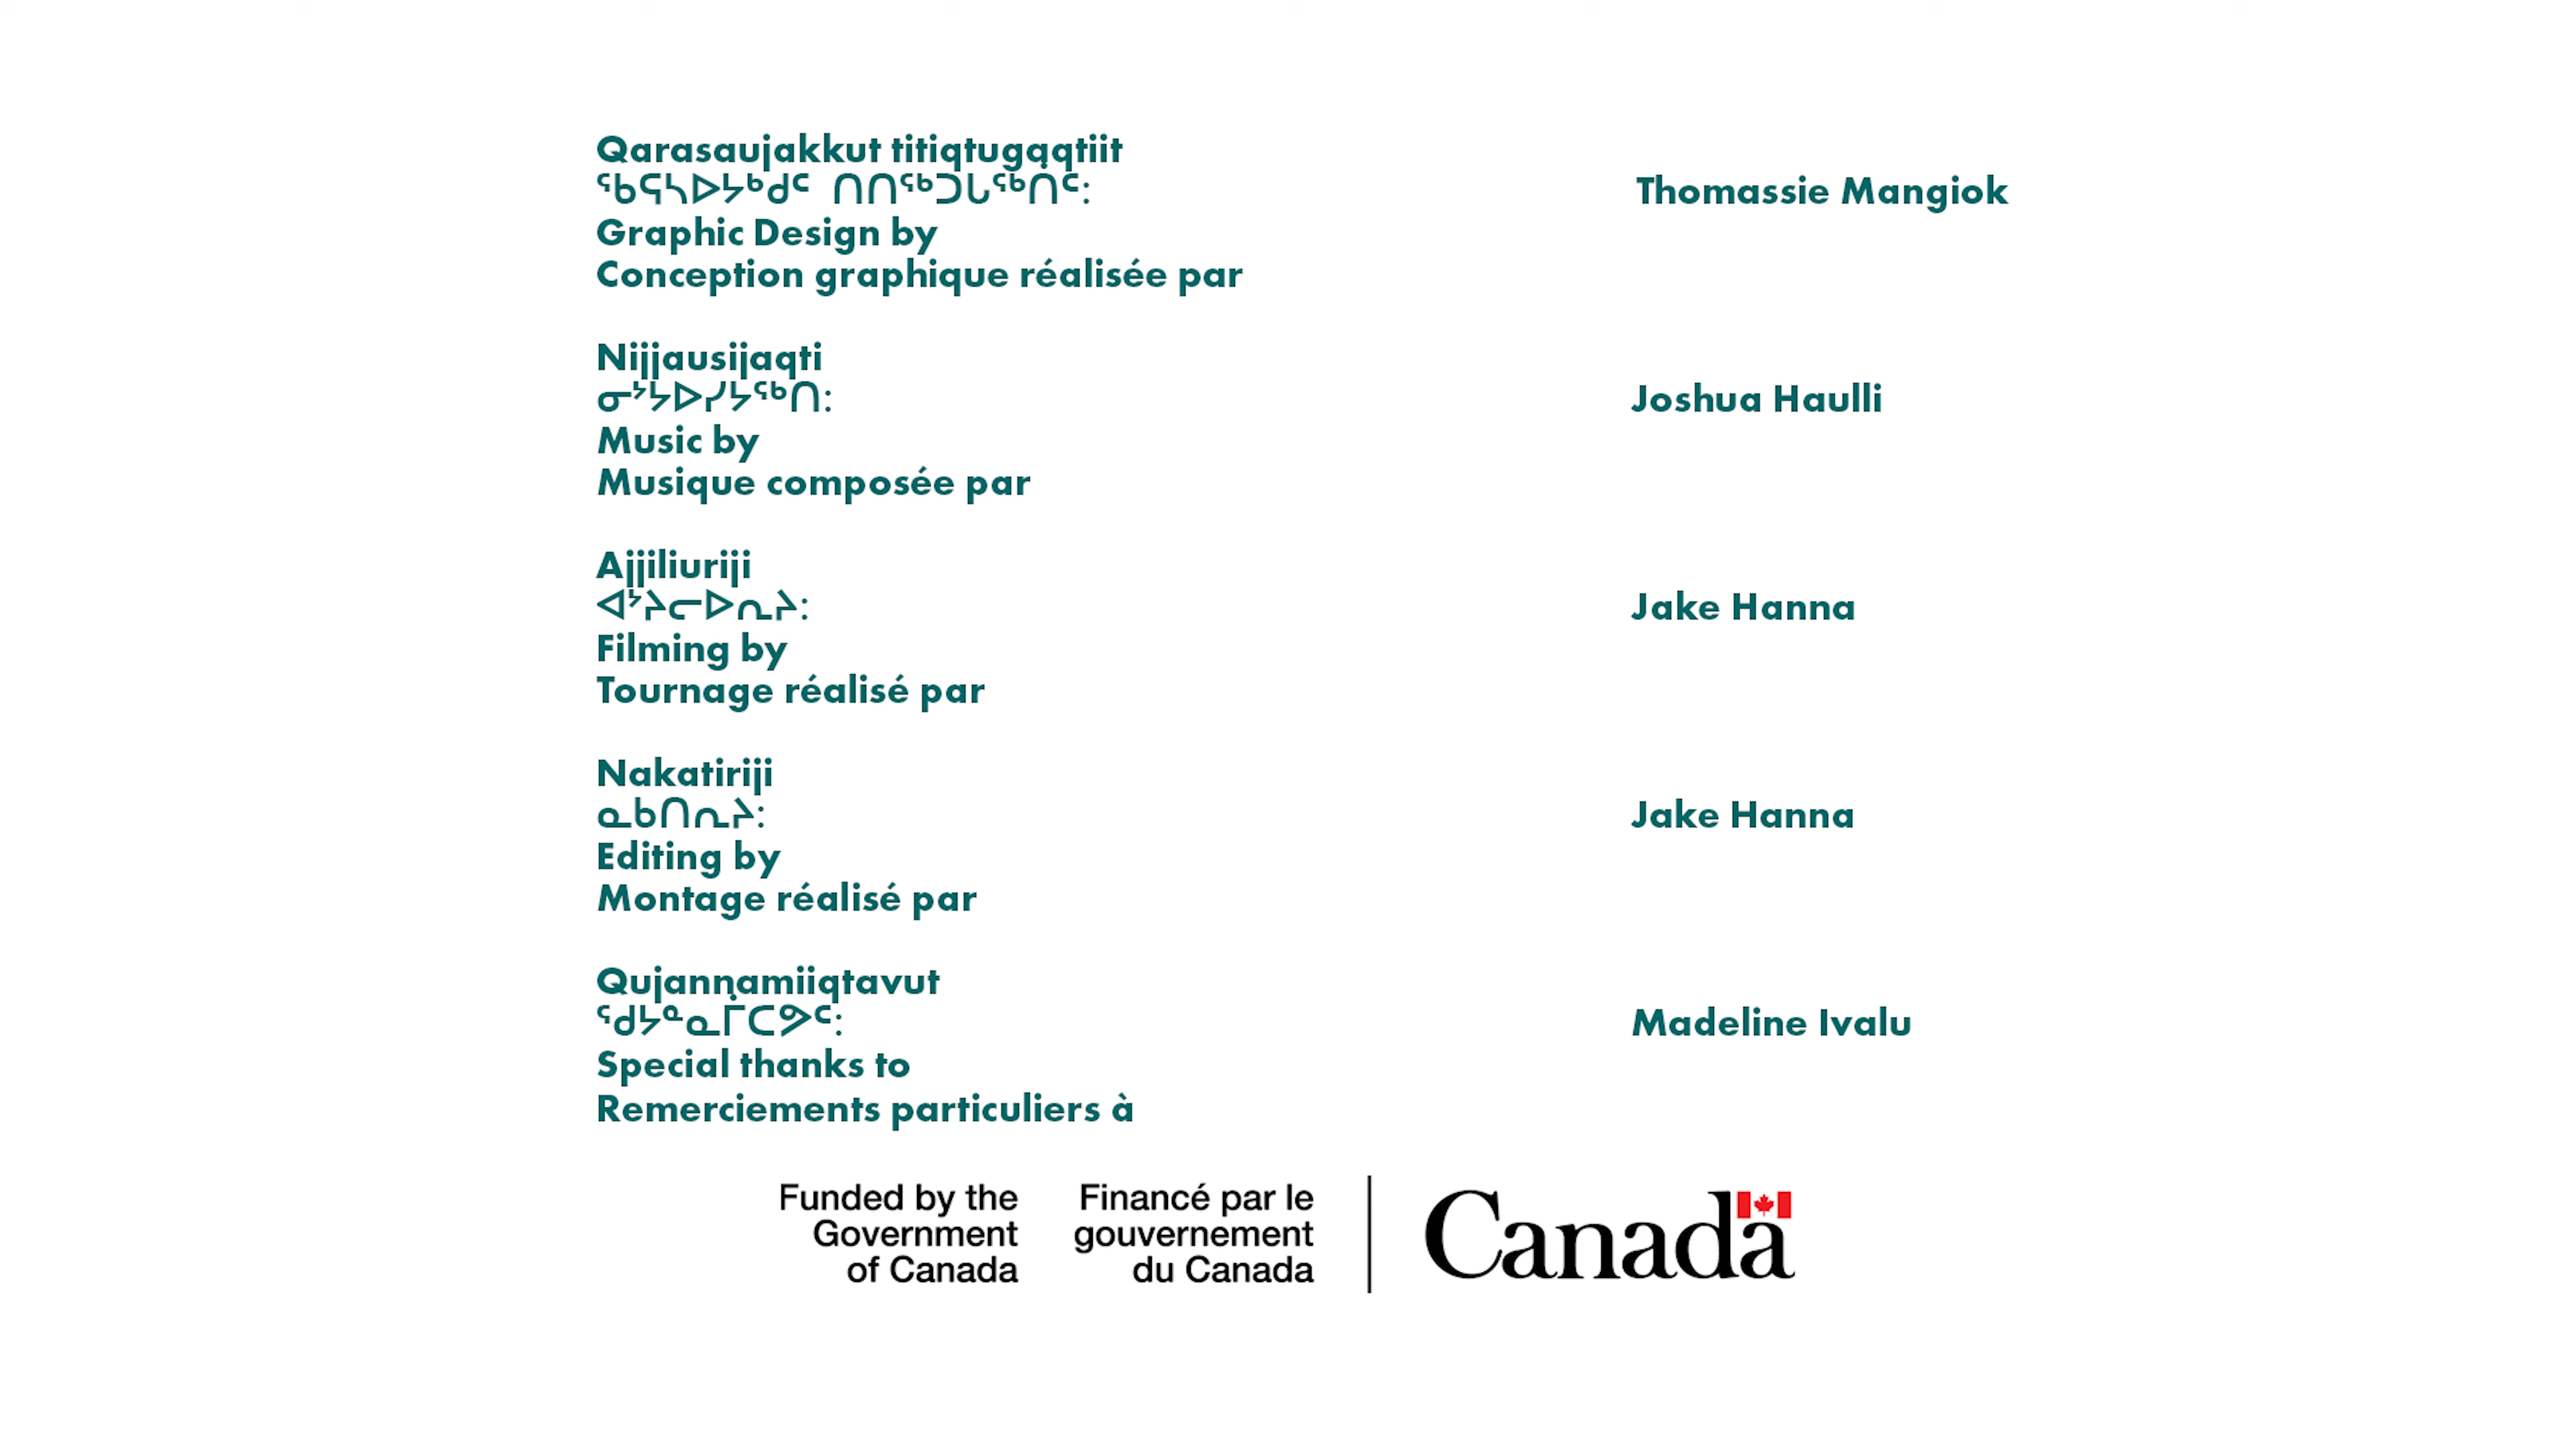 Qarasaujakkut titiqtugaqtiit
ᖃᕋᓴᐅᔭᒃᑯᑦ ᑎᑎᖅᑐᒐᖅᑏᑦ:
Thomassie Mangiok
Graphic Design by
Conception graphique réalisée par
Nijjausijaqti
ᓂᔾᔭᐅᓯᔭᖅᑎ:
Joshua Haulli
Music by
Musique composée par
Ajjiliuriji
ᐊᔾᔨᓕᐅᕆᔨ:
Jake Hanna
Filming by
Tournage réalisé par
Nakatiriji
ᓇᑲᑎᕆᔨ:
Jake Hanna
Editing by
Montage réalisé par
Qujannamiiqtavut
ᖁᔭᓐᓇᒦᑕᕗᑦ:
Madeline Ivalu
Special thanks to
Remerciements particuliers à
Funded by the
Government
of Canada
Financé par le
gouvernement
du Canada
Canada